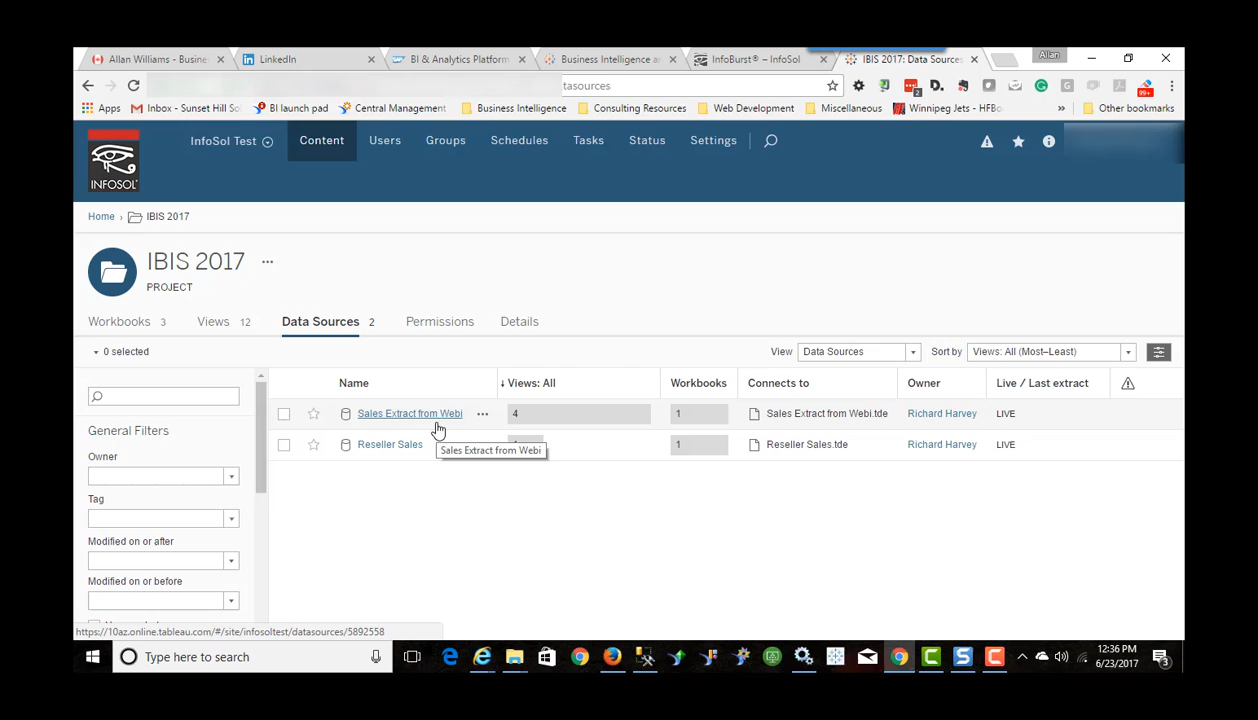 Allan Williams - Busine
LinkedIn
BI & Analytics Platform
Business Intelligence a
InfoBurst® – InfoSol
IBIS 2017: Data Sources
Allan
tasources
2
D.
G
99+
Apps
Inbox - Sunset Hill So
BI launch pad
Central Management
Business Intelligence
Consulting Resources
Web Development
Miscellaneous
Winnipeg Jets - HFBo
»
Other bookmarks
INFOSOL
InfoSol Test
Content
Users
Groups
Schedules
Tasks
Status
Settings
Home › IBIS 2017
IBIS 2017 ···
PROJECT
Workbooks 3
Views 12
Data Sources 2
Permissions
Details
0 selected
View
Data Sources
Sort by
Views: All (Most–Least)
Name
↓ Views: All
Workbooks
Connects to
Owner
Live / Last extract
Sales Extract from Webi ··· 4 1 Sales Extract from Webi.tde Richard Harvey LIVE
Reseller Sales 1 Reseller Sales.tde Richard Harvey LIVE
Sales Extract from Webi
General Filters
Owner
Tag
Modified on or after
Modified on or before
https://10az.online.tableau.com/#/site/infosoltest/datasources/5892558
Type here to search
12:36 PM
6/23/2017
3